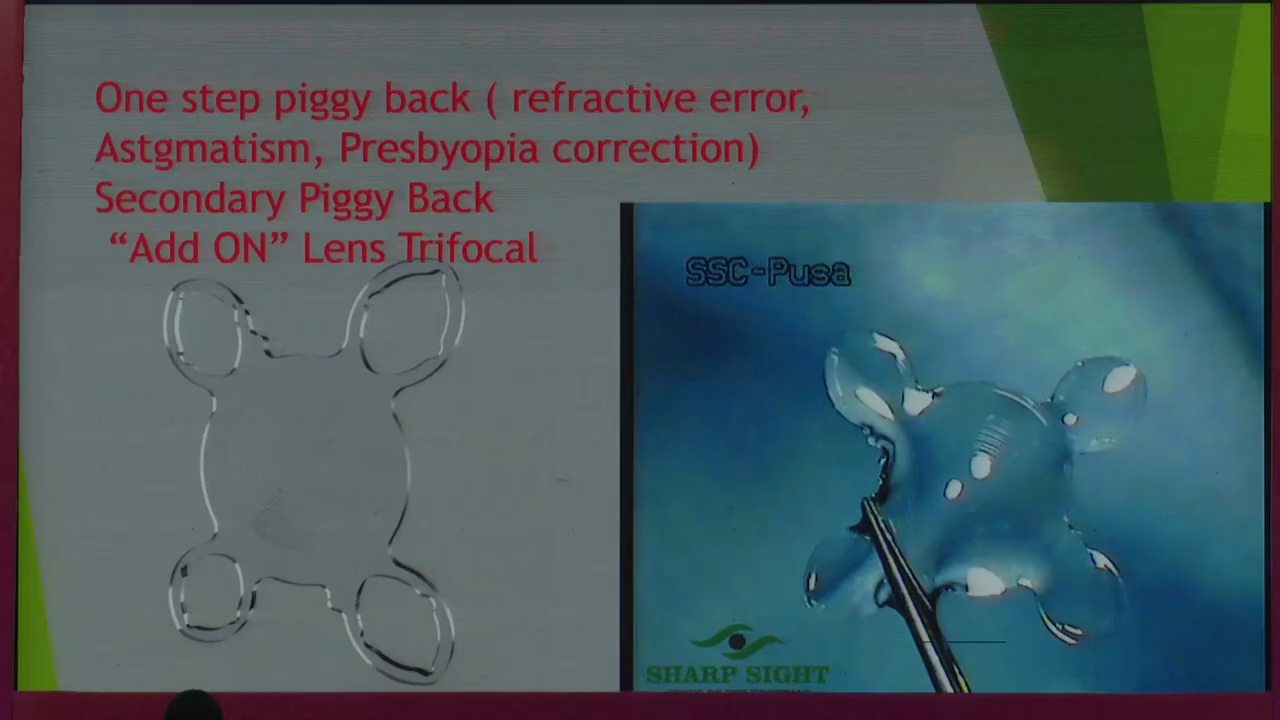 One step piggy back ( refractive error,
Astgmatism, Presbyopia correction)
Secondary Piggy Back
“Add ON” Lens Trifocal
SSC-Pusa
SHARP SIGHT